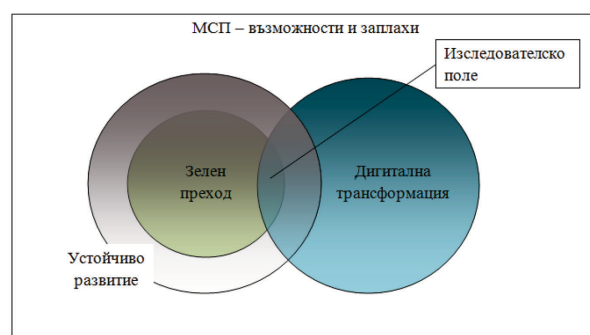 МСП – възможности и заплахи
Изследователско
поле
Зелен
преход
Дигитална
трансформация
Устойчиво
развитие